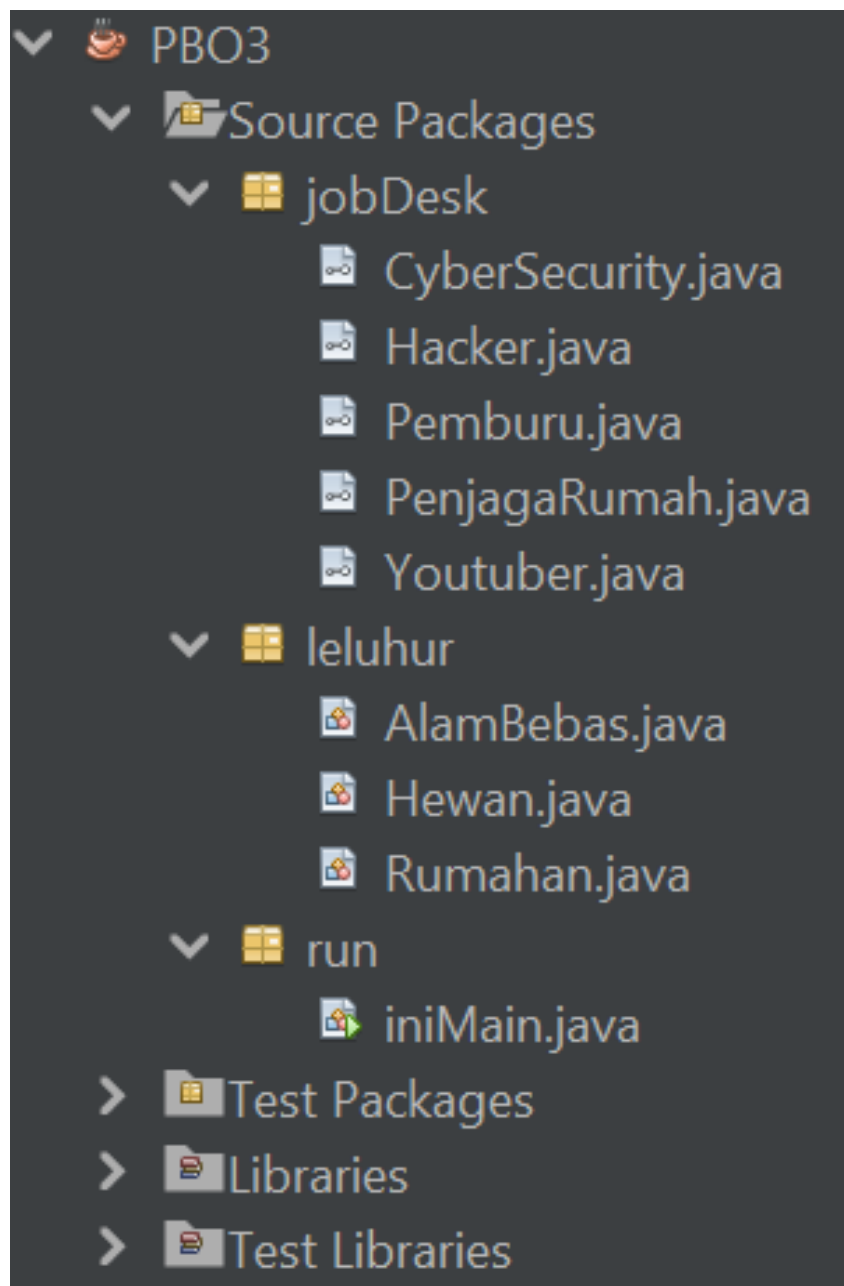 PBO3
Source Packages
jobDesk
CyberSecurity.java
Hacker.java
Pemburu.java
PenjagaRumah.java
Youtuber.java
leluhur
AlamBebas.java
Hewan.java
Rumahan.java
run
iniMain.java
Test Packages
Libraries
Test Libraries